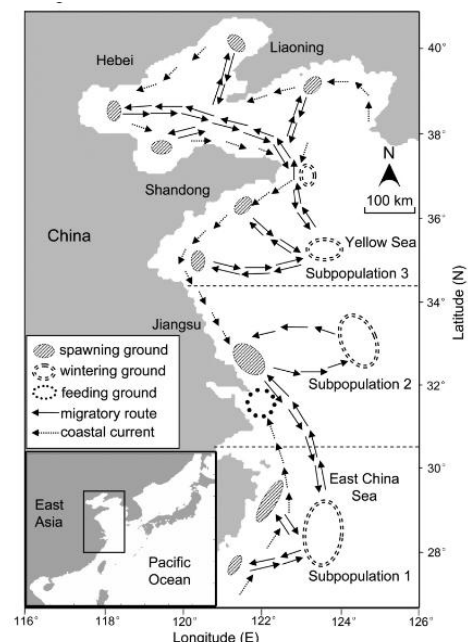 Hebei
Liaoning
40°
38°
N
100 km
Shandong
36°
China
Yellow Sea
Subpopulation 3
34°
Jiangsu
spawning ground
wintering ground
feeding ground
migratory route
coastal current
Subpopulation 2
32°
30°
East China
Sea
East
Asia
Pacific
Ocean
28°
Subpopulation 1
116°
118°
120°
122°
124°
126°
Longitude (E)
Latitude (N)